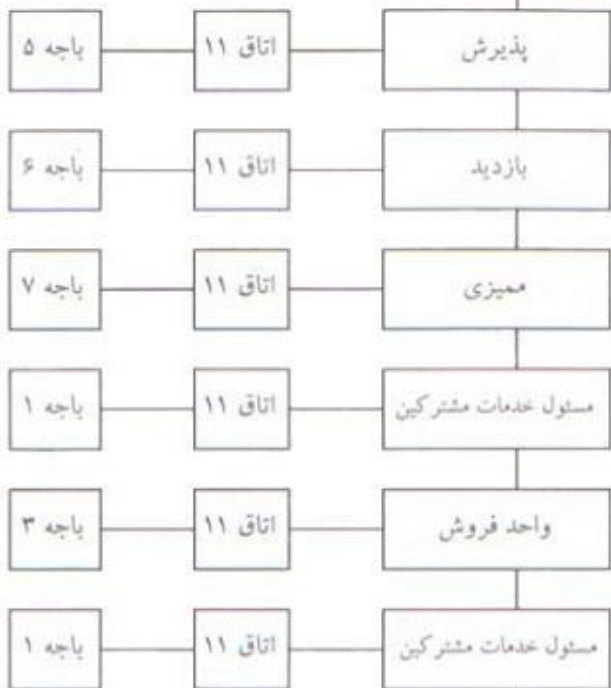 پذیرش اتاق ۱۱ باجه ۵
بازدید اتاق ۱۱ باجه ۶
ممیزی اتاق ۱۱ باجه ۷
مسئول خدمات مشترکین اتاق ۱۱ باجه ۱
واحد فروش اتاق ۱۱ باجه ۳
مسئول خدمات مشترکین اتاق ۱۱ باجه ۱